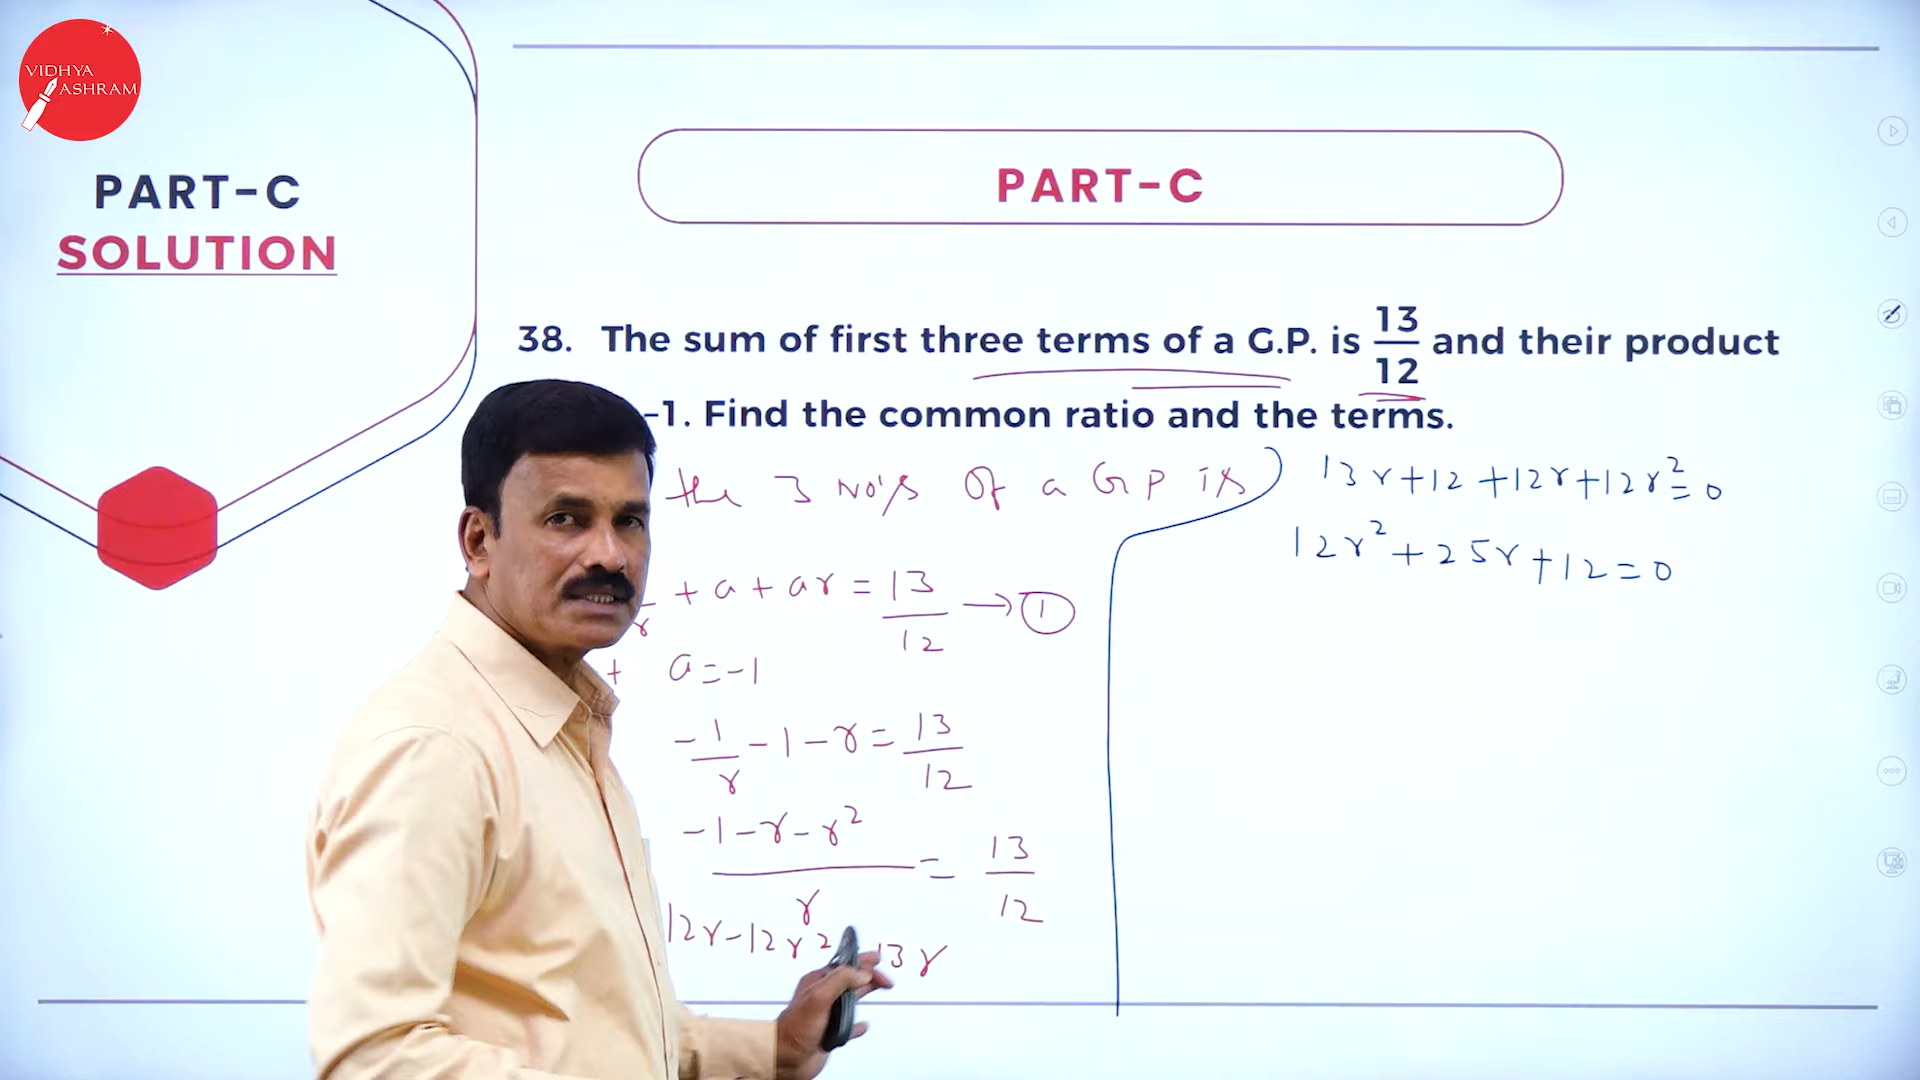 VIDHYA
ASHRAM
PART-C
SOLUTION
PART-C
38. The sum of first three terms of a G.P. is 13/12 and their product
-1. Find the common ratio and the terms.
the 3 No's Of a GP is
+ a + ar = 13/12 → ①
a = -1
-1/r - 1 - r = 13/12
(-1 - r - r²)/r = 13/12
12r - 12r² 13r
13r + 12 + 12r + 12r² = 0
12r² + 25r + 12 = 0